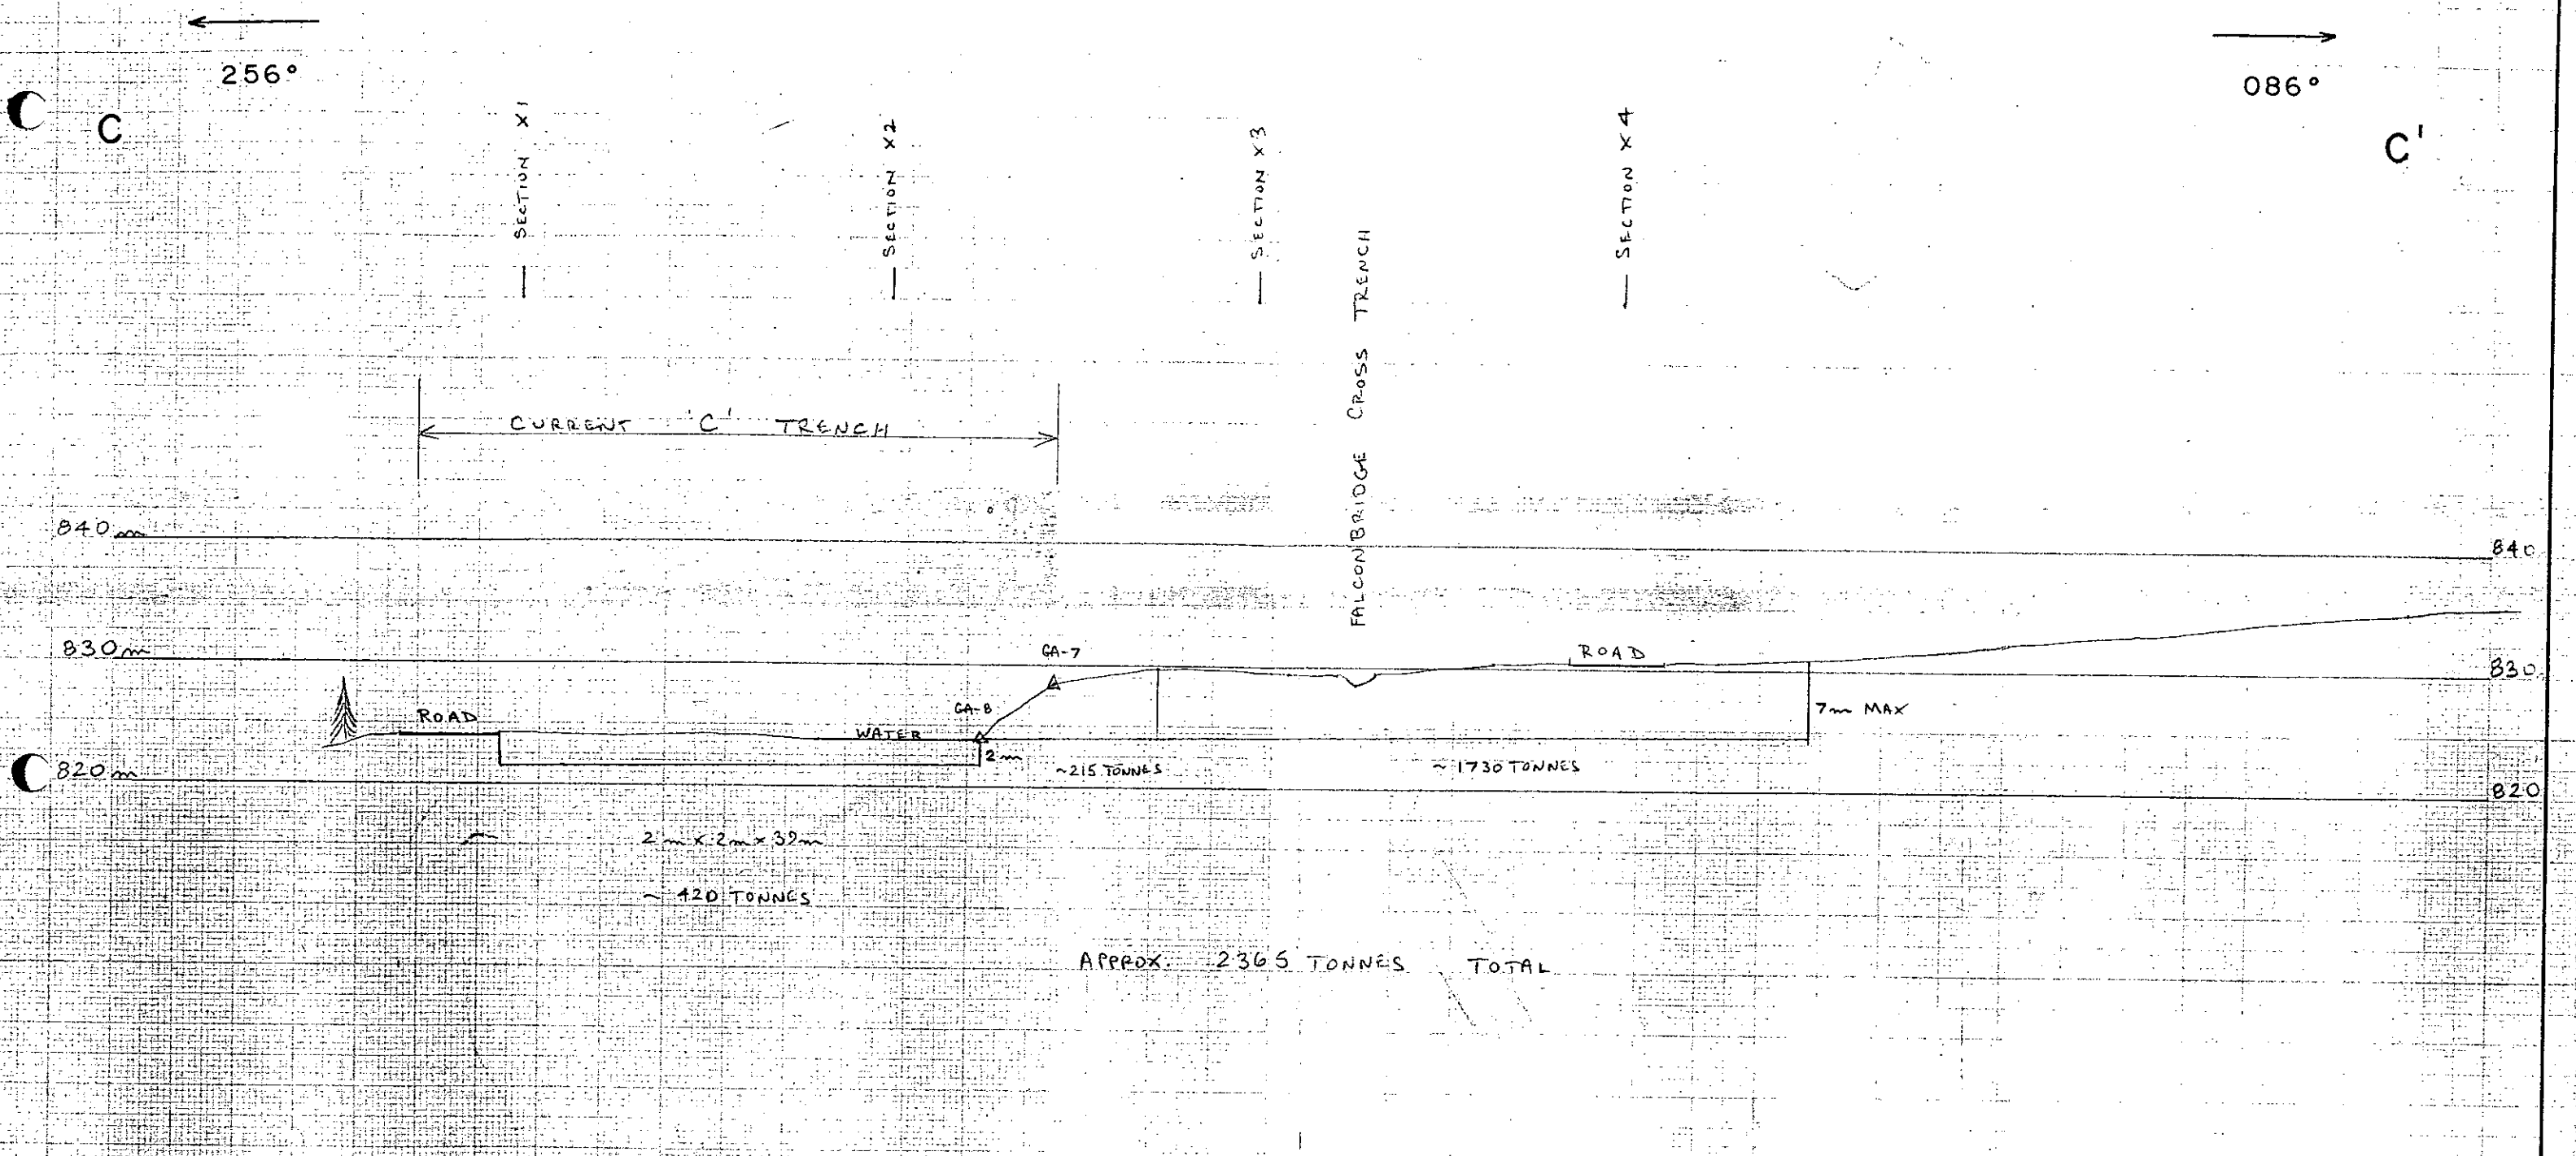 256°
086°
C
C'
SECTION X1
SECTION X2
SECTION X3
SECTION X4
FALCONBRIDGE CROSS TRENCH
CURRENT 'C' TRENCH
840m
840
830m
830
GA-7
ROAD
GA-8
ROAD
WATER
7m MAX
2m
820m
820
~215 TONNES
~1730 TONNES
2m x 2m x 39m
~ 420 TONNES
APPROX. 2365 TONNES TOTAL